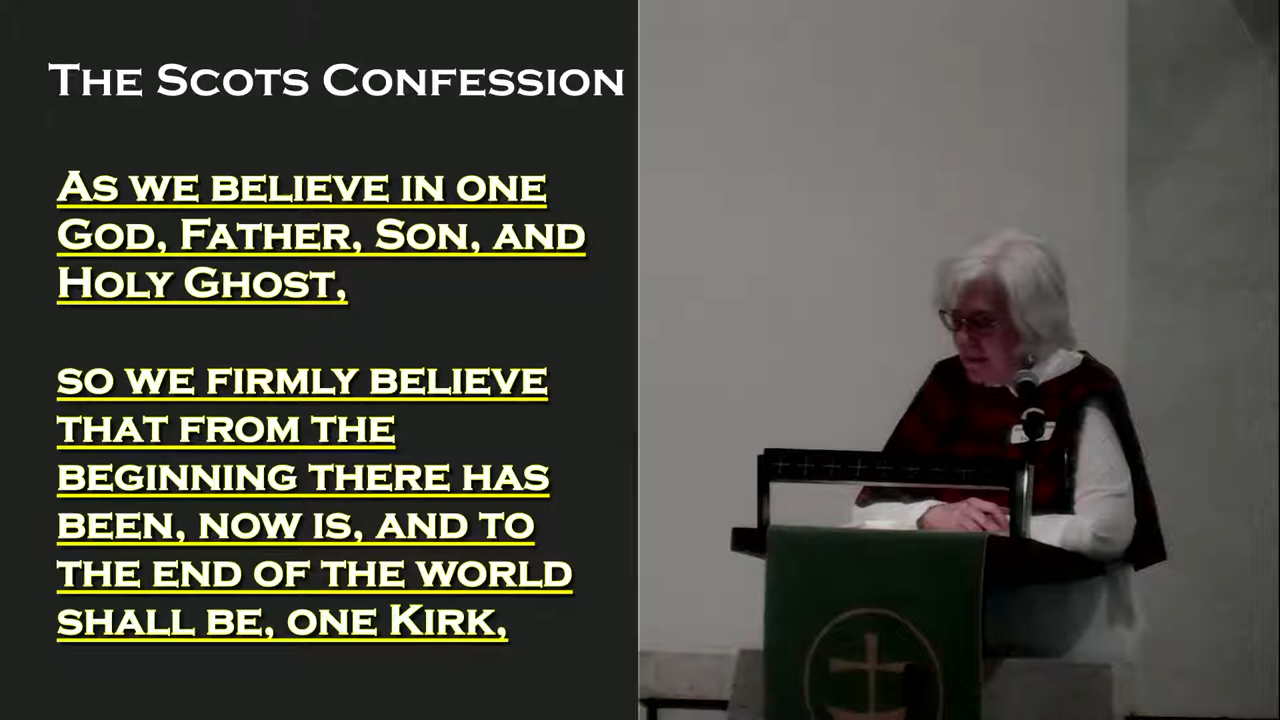 The Scots Confession
As we believe in one
God, Father, Son, and
Holy Ghost,
so we firmly believe
that from the
beginning there has
been, now is, and to
the end of the world
shall be, one Kirk,